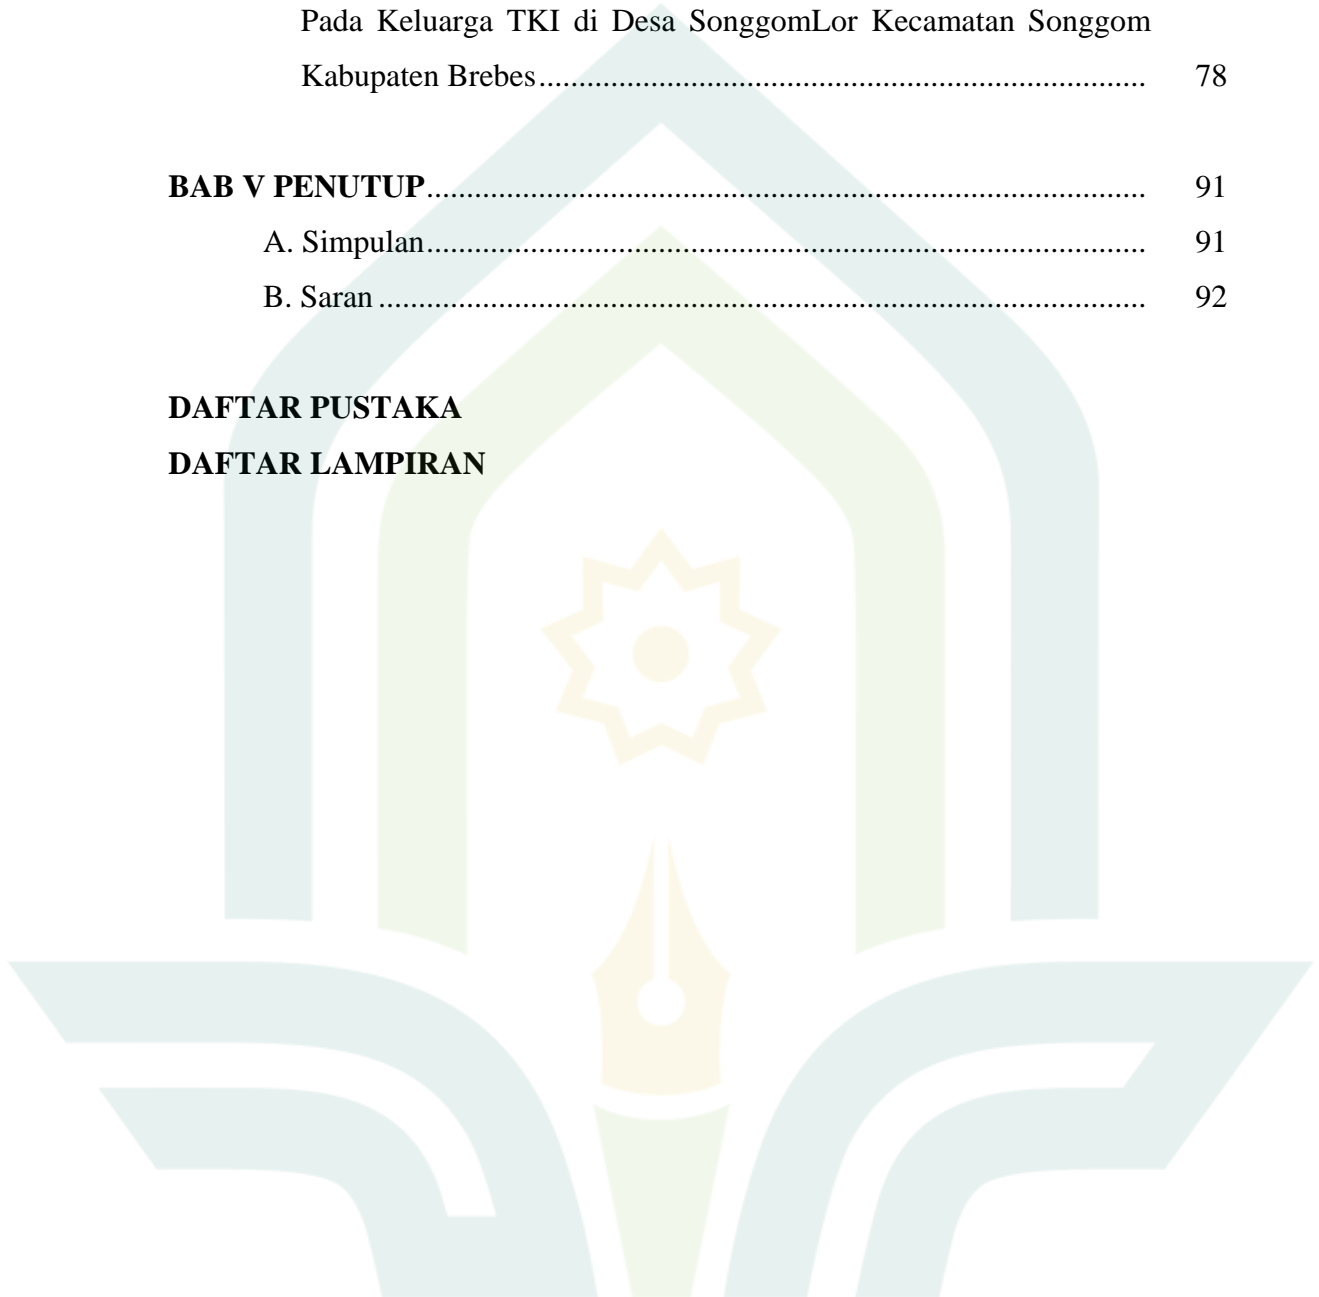 Pada Keluarga TKI di Desa SonggomLor Kecamatan Songgom
Kabupaten Brebes............................................................................. 78
BAB V PENUTUP........................................................................................... 91
A. Simpulan........................................................................................... 91
B. Saran ................................................................................................. 92
DAFTAR PUSTAKA
DAFTAR LAMPIRAN